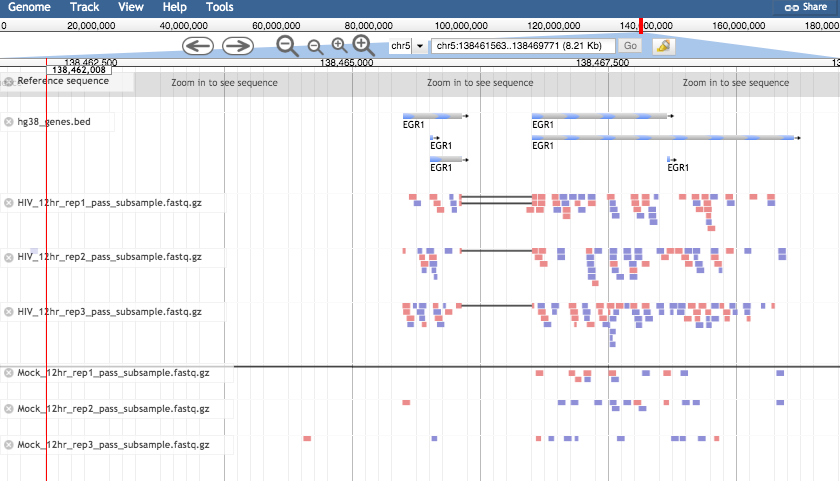 Genome Track View Help Tools Share
0 20,000,000 40,000,000 60,000,000 80,000,000 100,000,000 120,000,000 140,000,000 160,000,000 180,000
chr5 chr5:138461563..138469771 (8.21 Kb) Go
138,462,500 138,465,000 138,467,500
138,462,008
Reference sequence Zoom in to see sequence Zoom in to see sequence Zoom in to see sequence
hg38_genes.bed
EGR1 EGR1
EGR1 EGR1
EGR1 EGR1
HIV_12hr_rep1_pass_subsample.fastq.gz
HIV_12hr_rep2_pass_subsample.fastq.gz
HIV_12hr_rep3_pass_subsample.fastq.gz
Mock_12hr_rep1_pass_subsample.fastq.gz
Mock_12hr_rep2_pass_subsample.fastq.gz
Mock_12hr_rep3_pass_subsample.fastq.gz